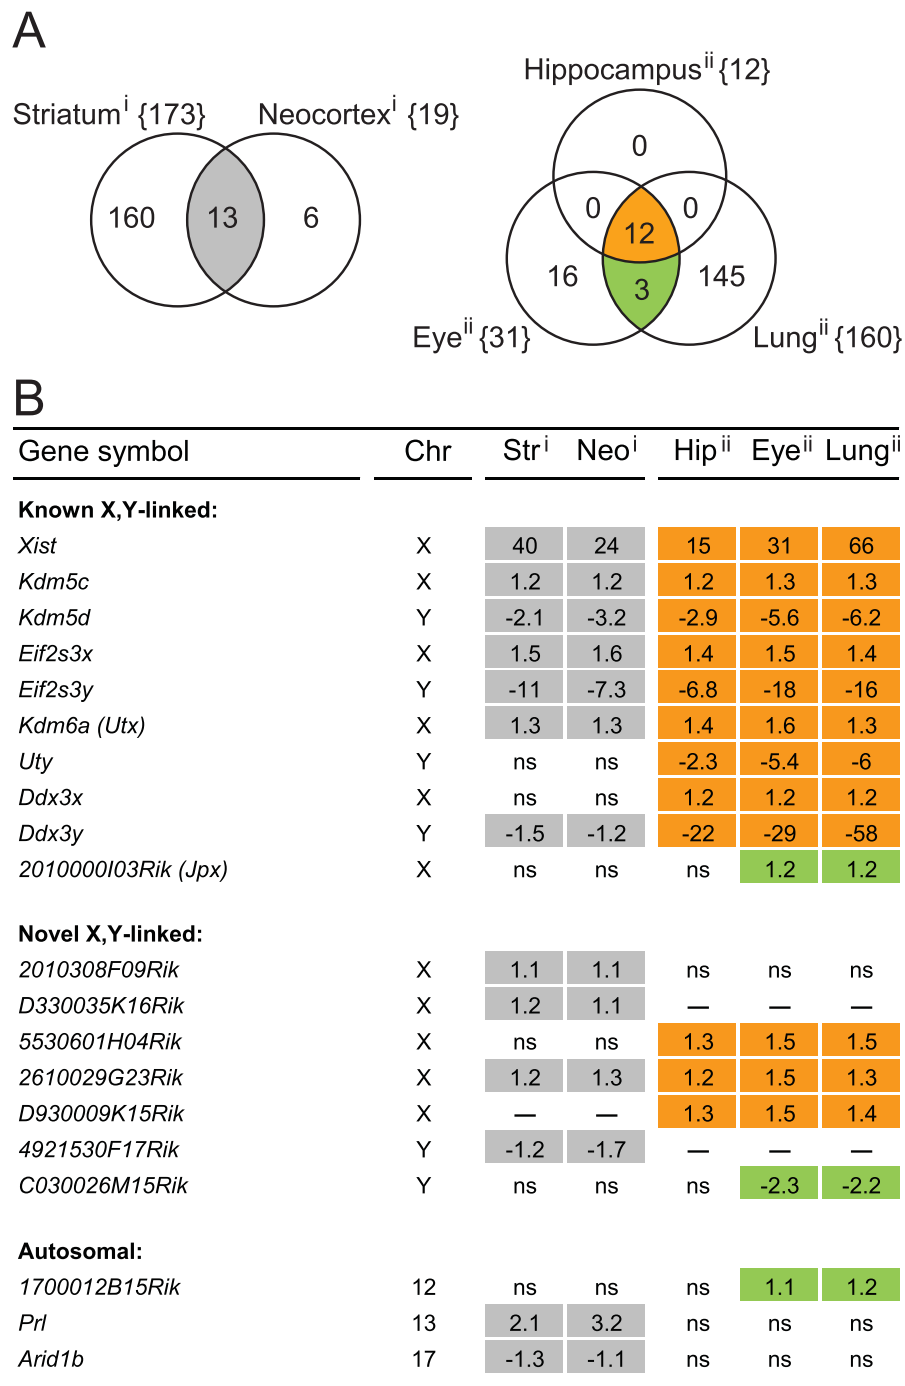 A
Hippocampus ii {12}
Striatum i {173} Neocortex i {19}
0
160 13 6
0 0
12
16 3 145
Eye ii {31} Lung ii {160}
B
Gene symbol Chr Str i Neo i Hip ii Eye ii Lung ii
Known X,Y-linked:
Xist X 40 24 15 31 66
Kdm5c X 1.2 1.2 1.2 1.3 1.3
Kdm5d Y -2.1 -3.2 -2.9 -5.6 -6.2
Eif2s3x X 1.5 1.6 1.4 1.5 1.4
Eif2s3y Y -11 -7.3 -6.8 -18 -16
Kdm6a (Utx) X 1.3 1.3 1.4 1.6 1.3
Uty Y ns ns -2.3 -5.4 -6
Ddx3x X ns ns 1.2 1.2 1.2
Ddx3y Y -1.5 -1.2 -22 -29 -58
2010000I03Rik (Jpx) X ns ns ns 1.2 1.2
Novel X,Y-linked:
2010308F09Rik X 1.1 1.1 ns ns ns
D330035K16Rik X 1.2 1.1 — — —
5530601H04Rik X ns ns 1.3 1.5 1.5
2610029G23Rik X 1.2 1.3 1.2 1.5 1.3
D930009K15Rik X — — 1.3 1.5 1.4
4921530F17Rik Y -1.2 -1.7 — — —
C030026M15Rik Y ns ns ns -2.3 -2.2
Autosomal:
1700012B15Rik 12 ns ns ns 1.1 1.2
Prl 13 2.1 3.2 ns ns ns
Arid1b 17 -1.3 -1.1 ns ns ns